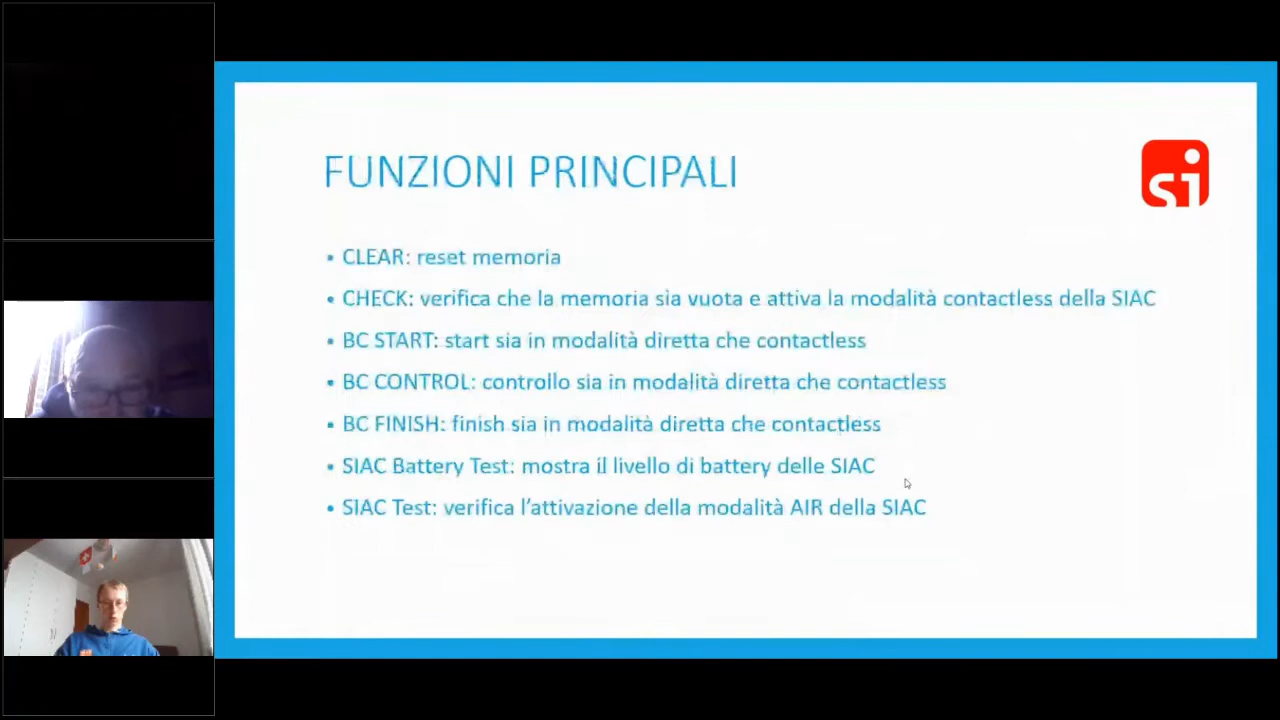 FUNZIONI PRINCIPALI
si
• CLEAR: reset memoria
• CHECK: verifica che la memoria sia vuota e attiva la modalità contactless della SIAC
• BC START: start sia in modalità diretta che contactless
• BC CONTROL: controllo sia in modalità diretta che contactless
• BC FINISH: finish sia in modalità diretta che contactless
• SIAC Battery Test: mostra il livello di battery delle SIAC
• SIAC Test: verifica l'attivazione della modalità AIR della SIAC